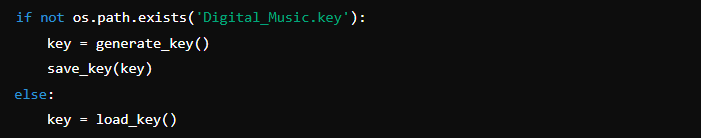 if not os.path.exists('Digital_Music.key'):
    key = generate_key()
    save_key(key)
else:
    key = load_key()